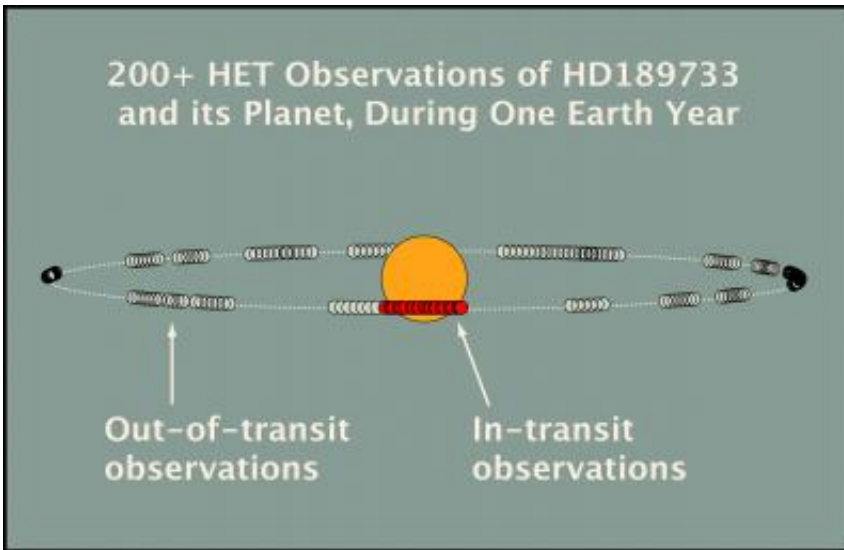 200+ HET Observations of HD189733
and its Planet, During One Earth Year
Out-of-transit
observations
In-transit
observations